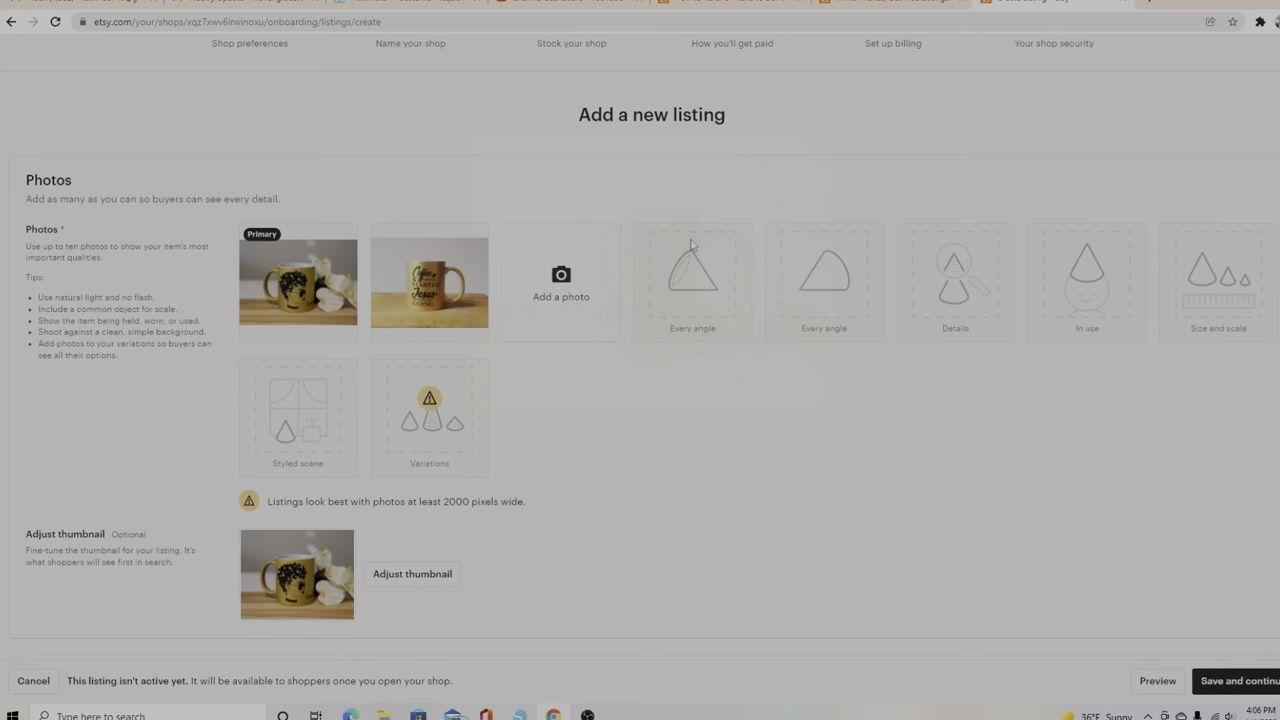 etsy.com/your/shops/xqz7xwv6lrwinoxu/onboarding/listings/create
Shop preferences
Name your shop
Stock your shop
How you'll get paid
Set up billing
Your shop security
Add a new listing
Photos
Add as many as you can so buyers can see every detail.
Photos *
Use up to ten photos to show your item's most
important qualities.
Tips:
• Use natural light and no flash.
• Include a common object for scale.
• Show the item being held, worn, or used.
• Shoot against a clean, simple background.
• Add photos to your variations so buyers can
see all their options.
Primary
Coffee
STARTED
Jesus
Add a photo
Every angle
Every angle
Details
In use
Size and scale
Styled scene
Variations
Listings look best with photos at least 2000 pixels wide.
Adjust thumbnail Optional
Fine-tune the thumbnail for your listing. It's
what shoppers will see first in search.
Adjust thumbnail
Cancel
This listing isn't active yet. It will be available to shoppers once you open your shop.
Preview
Save and continu
Type here to search
36°F Sunny
4:06 PM